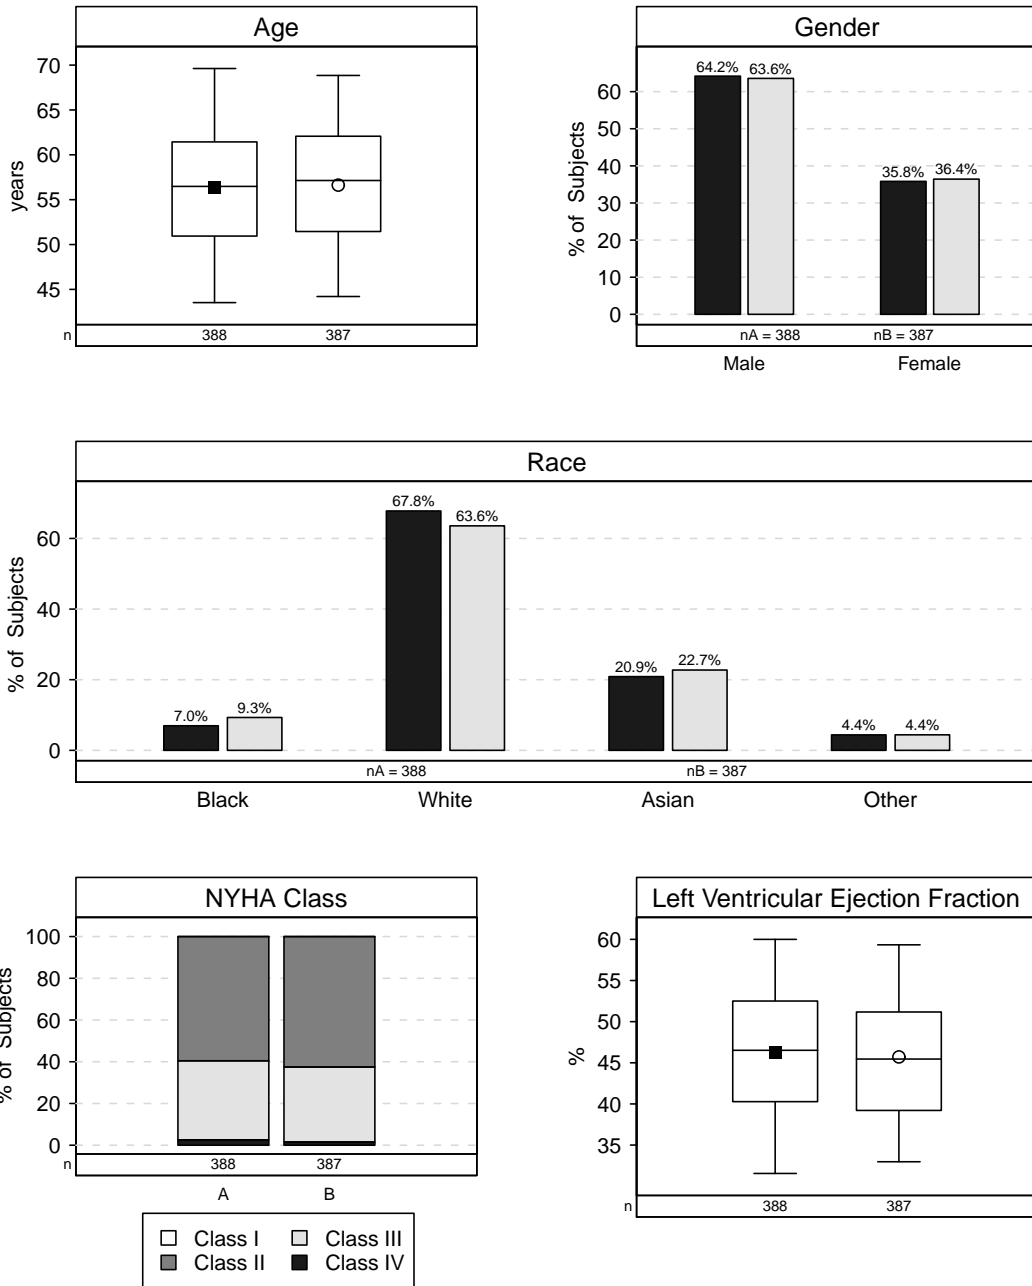 Age
years
70
65
60
55
50
45
n 388 387
Gender
% of Subjects
60
50
40
30
20
10
0
64.2% 63.6%
35.8% 36.4%
nA = 388 nB = 387
Male Female
Race
% of Subjects
60
40
20
0
7.0% 9.3%
67.8% 63.6%
20.9% 22.7%
4.4% 4.4%
nA = 388 nB = 387
Black White Asian Other
NYHA Class
% of Subjects
100
80
60
40
20
0
n 388 387
A B
Class I Class III
Class II Class IV
Left Ventricular Ejection Fraction
%
60
55
50
45
40
35
n 388 387